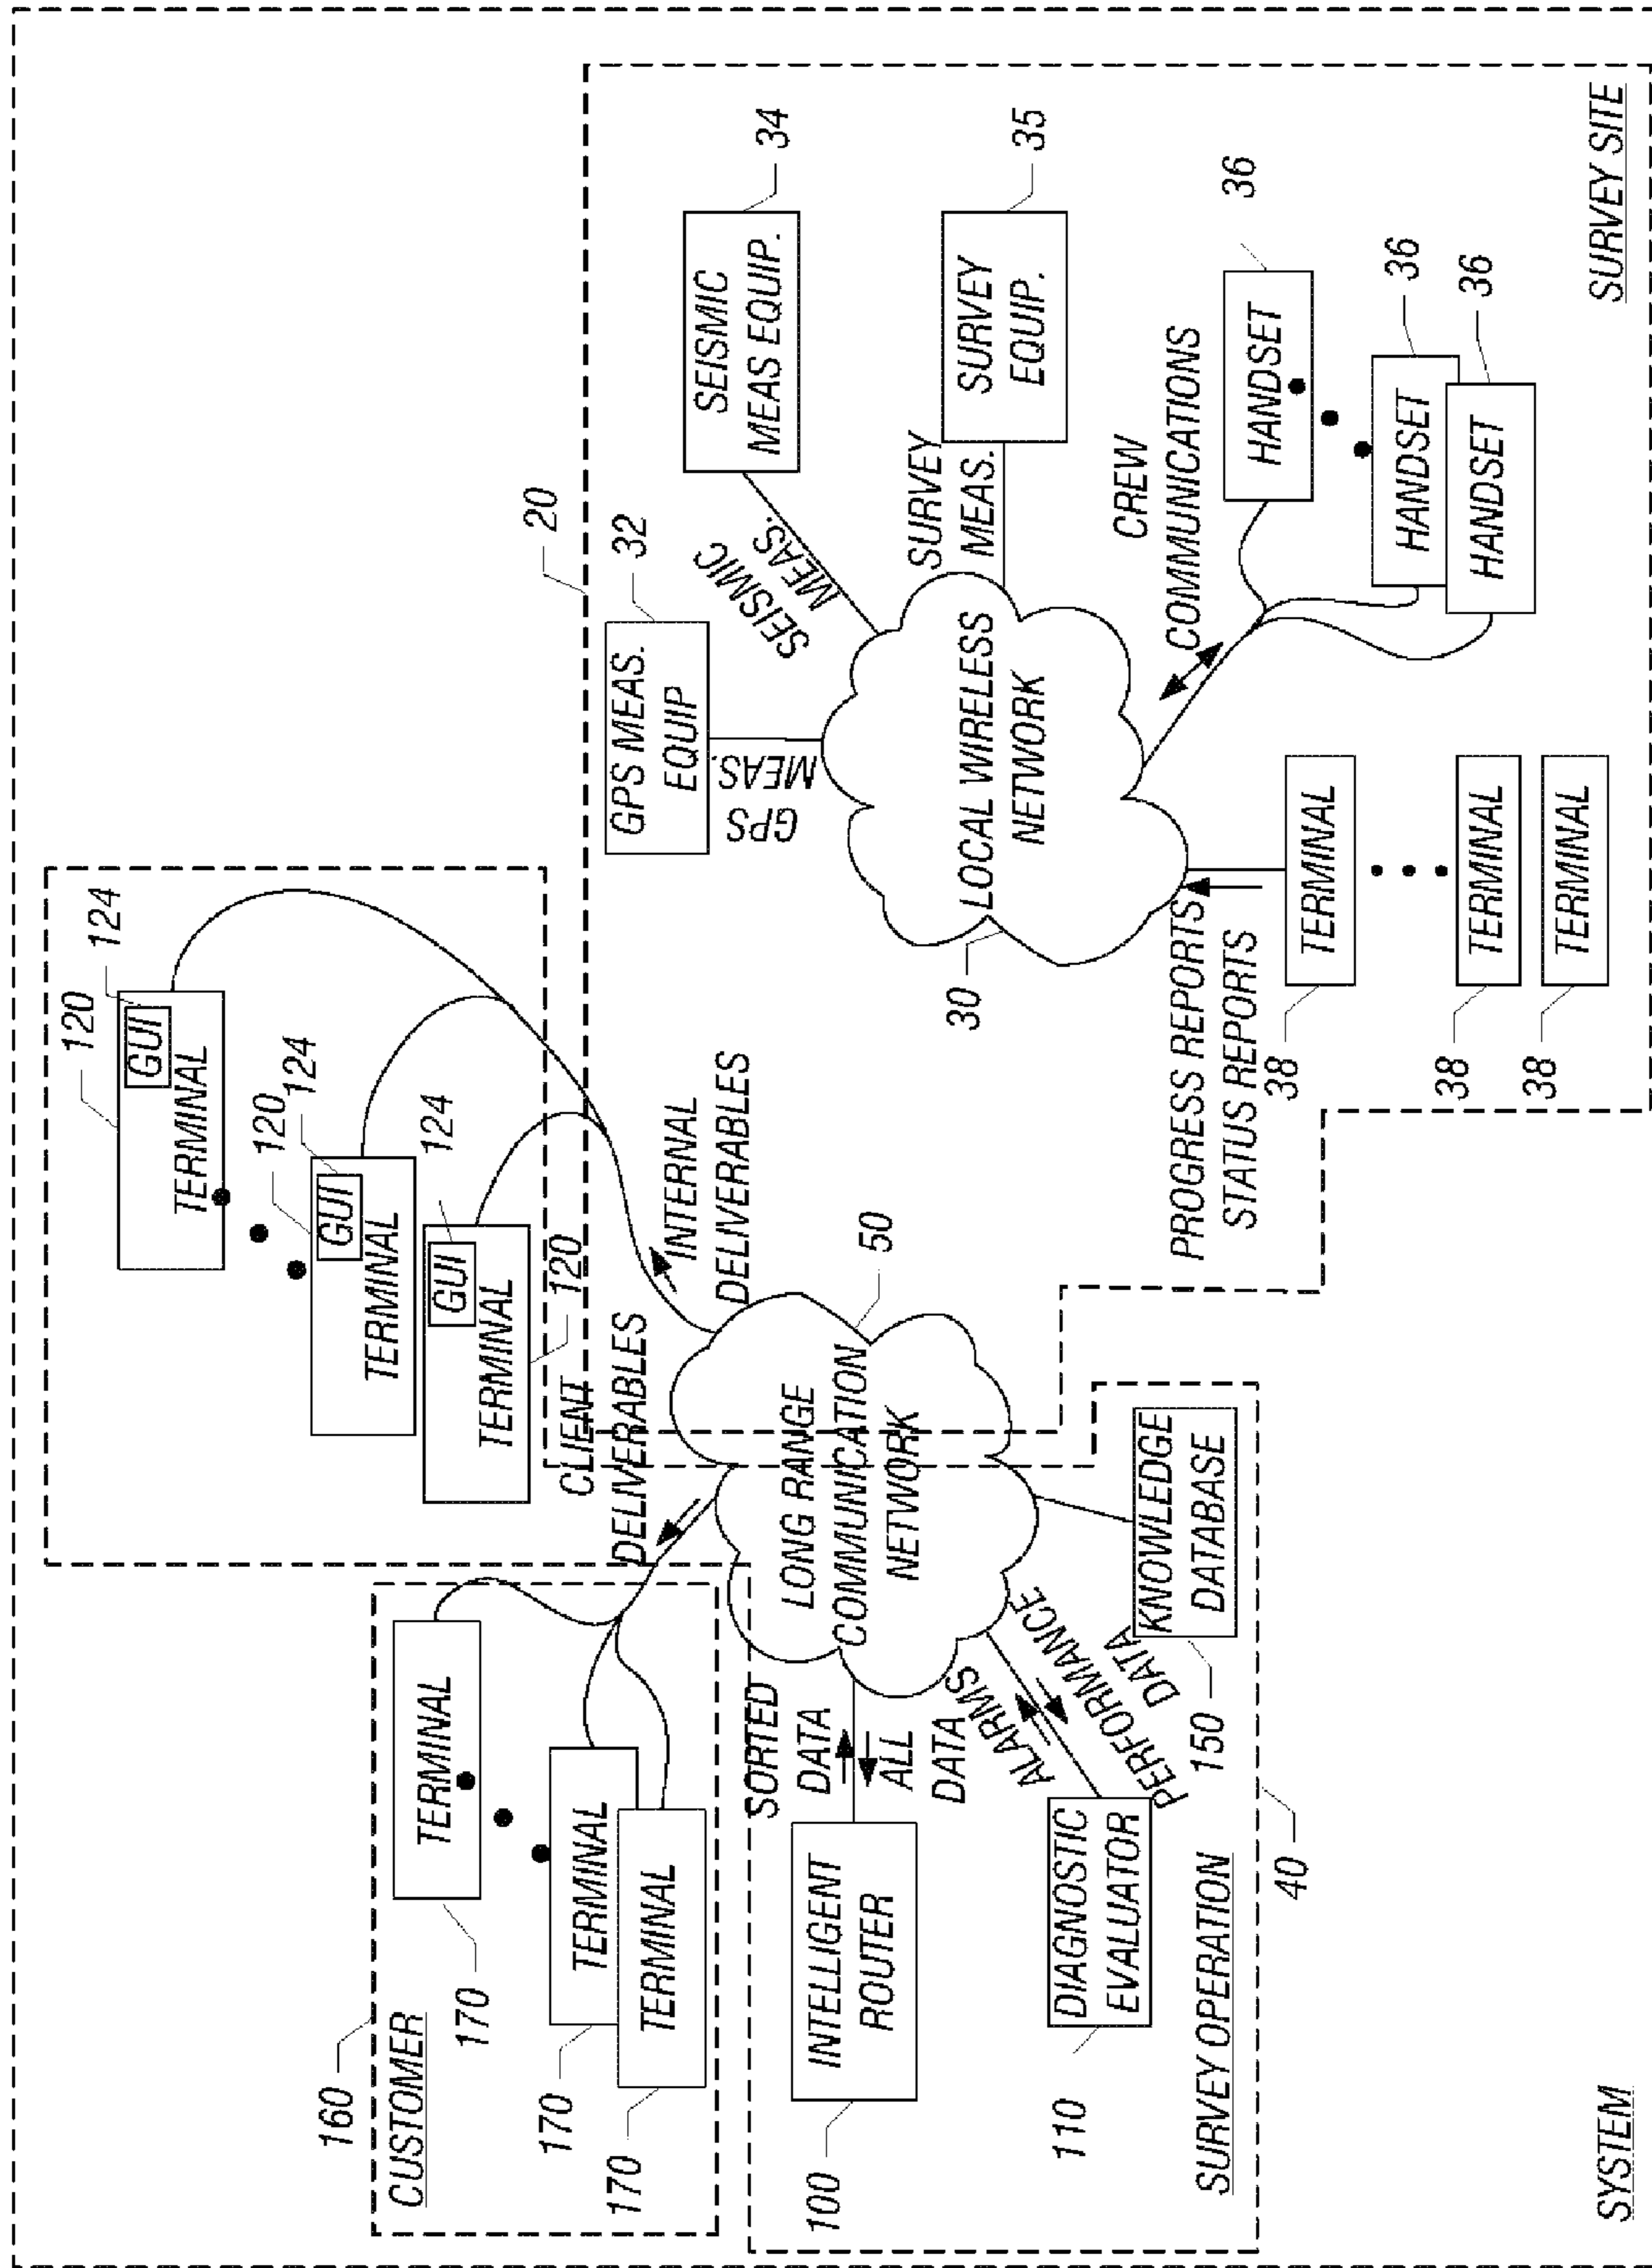 160
CUSTOMER
TERMINAL
170
TERMINAL
170
TERMINAL
170
120
124
GUI
TERMINAL
120
124
GUI
TERMINAL
124
GUI
TERMINAL
120
CLIENT
DELIVERABLES
INTERNAL
DELIVERABLES
20
GPS MEAS.
EQUIP
32
GPS
MEAS.
SEISMIC
MEAS EQUIP.
34
SEISMIC
MEAS.
SURVEY
EQUIP.
35
SURVEY
MEAS.
LOCAL WIRELESS
NETWORK
30
CREW
COMMUNICATIONS
HANDSET
36
HANDSET
36
HANDSET
36
PROGRESS REPORTS
STATUS REPORTS
TERMINAL
38
TERMINAL
38
TERMINAL
38
SURVEY SITE
LONG RANGE
COMMUNICATION
NETWORK
50
SORTED
DATA
ALL
DATA
INTELLIGENT
ROUTER
100
ALARMS
PERFORMANCE
DATA
DIAGNOSTIC
EVALUATOR
110
KNOWLEDGE
DATABASE
150
SURVEY OPERATION
40
SYSTEM